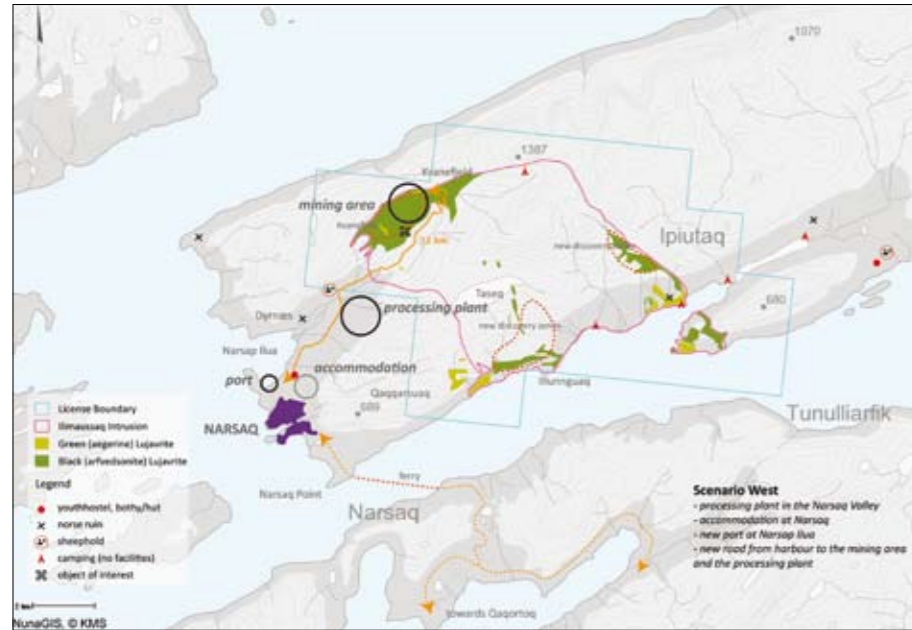 1070
1387
Kvanefjeld
mining area
Ipiutaq
new discovery
Taseq
680
processing plant
Dyrnæs
new discovery zones
Narsap Ilua
port
accommodation
Qaqqarsuaq
689
Illunnguaq
Tunulliarfik
NARSAQ
ferry
Narsaq Point
Narsaq
towards Qaqortoq
License Boundary
Ilimaussaq Intrusion
Green (aegerine) Lujavrite
Black (arfvedsonite) Lujavrite
Legend
youthhostel, bothy/hut
norse ruin
sheephold
camping (no facilities)
object of interest
NunaGIS, © KMS
Scenario West
- processing plant in the Narsaq Valley
- accommodation at Narsaq
- new port at Narsap Ilua
- new road from harbour to the mining area
and the processing plant